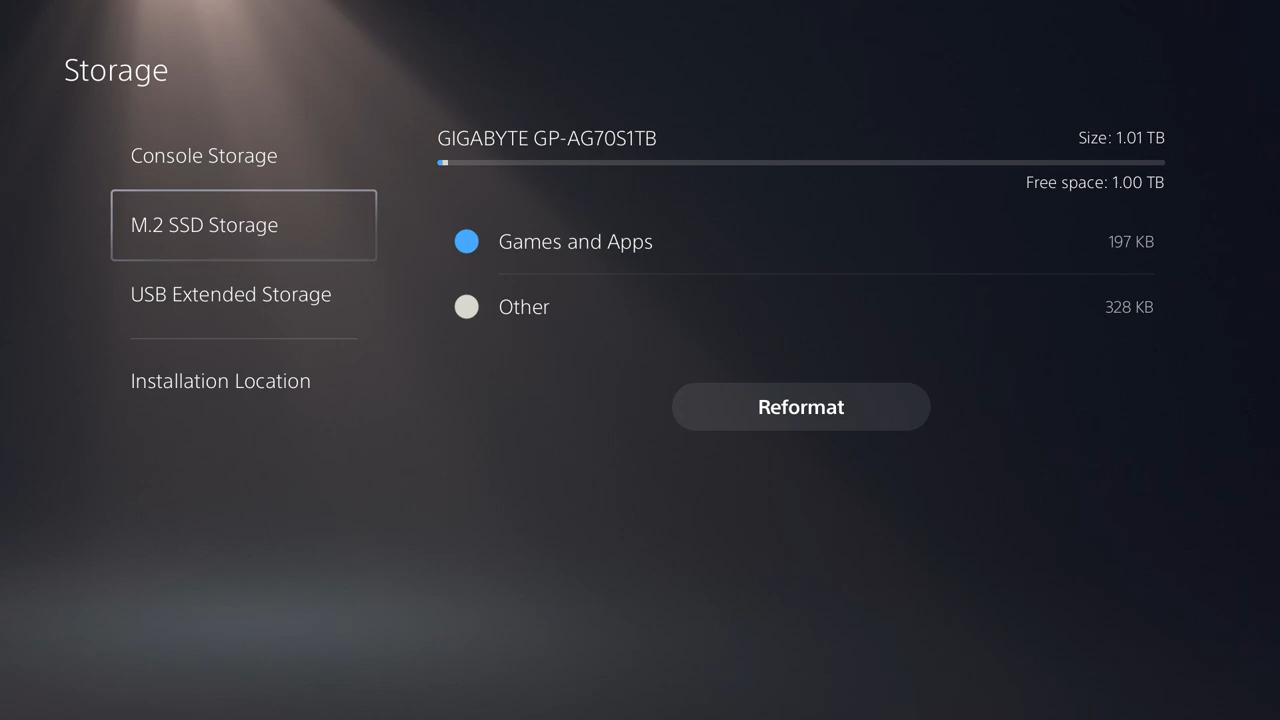 Storage
Console Storage
M.2 SSD Storage
USB Extended Storage
Installation Location
GIGABYTE GP-AG70S1TB
Size: 1.01 TB
Free space: 1.00 TB
Games and Apps
197 KB
Other
328 KB
Reformat